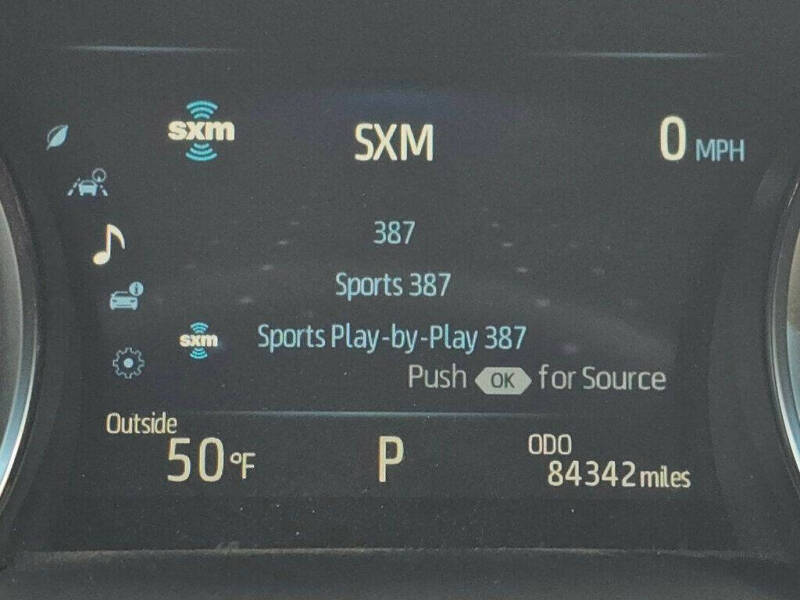 sxm SXM 0 MPH
387
Sports 387
sxm Sports Play-by-Play 387
Push OK for Source
Outside
50°F P
ODO
84342 miles